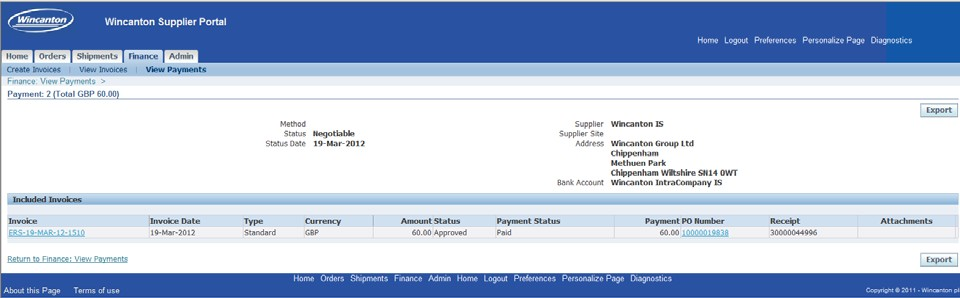 Wincanton
Wincanton Supplier Portal
Home Logout Preferences Personalize Page Diagnostics
Home Orders Shipments Finance Admin
Create Invoices | View Invoices | View Payments
Finance: View Payments >
Payment: 2 (Total GBP 60.00)
Export
Method
Status Negotiable
Status Date 19-Mar-2012
Supplier Wincanton IS
Supplier Site
Address Wincanton Group Ltd
Chippenham
Methuen Park
Chippenham Wiltshire SN14 0WT
Bank Account Wincanton IntraCompany IS
Included Invoices
Invoice Invoice Date Type Currency Amount Status Payment Status Payment PO Number Receipt Attachments
ERS-19-MAR-12-1510 19-Mar-2012 Standard GBP 60.00 Approved Paid 60.00 10000019838 30000044996
Return to Finance: View Payments
Export
Home Orders Shipments Finance Admin Home Logout Preferences Personalize Page Diagnostics
About this Page Terms of use
Copyright © 2011 - Wincanton pl